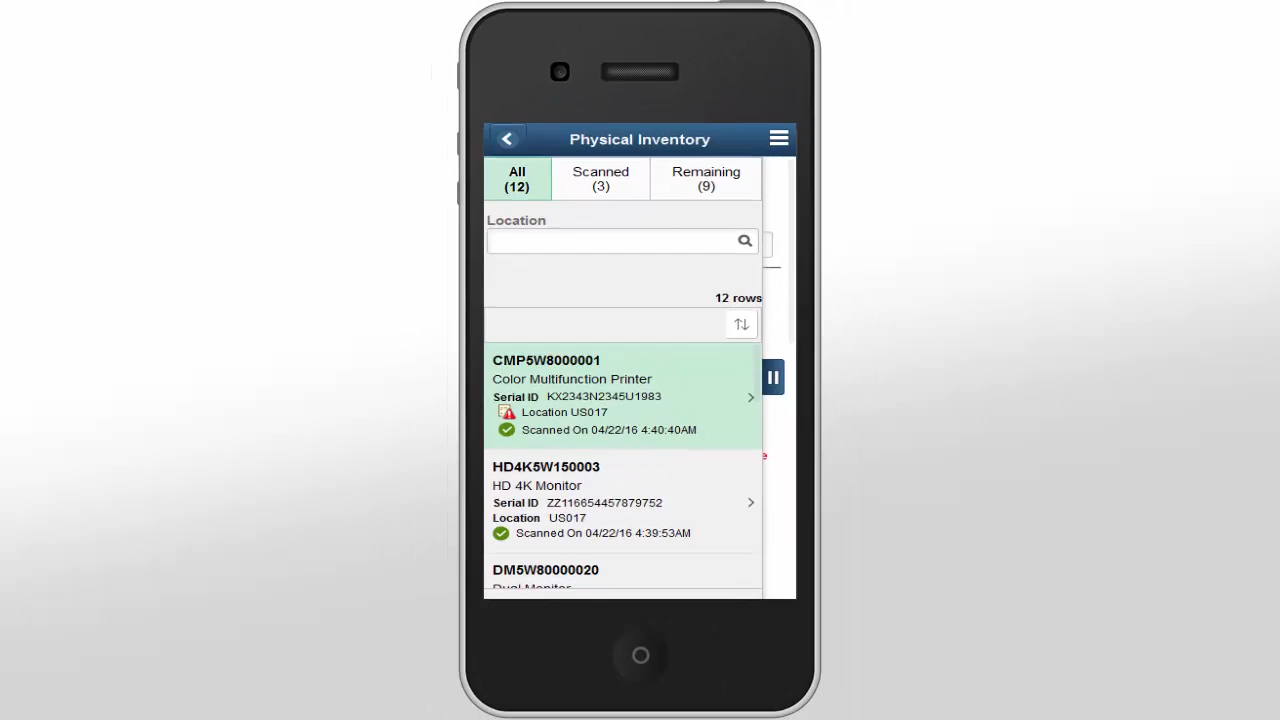 Physical Inventory
All
(12)
Scanned
(3)
Remaining
(9)
Location
12 rows
CMP5W8000001
Color Multifunction Printer
Serial ID KX2343N2345U1983
Location US017
Scanned On 04/22/16 4:40:40AM
HD4K5W150003
HD 4K Monitor
Serial ID ZZ116654457879752
Location US017
Scanned On 04/22/16 4:39:53AM
DM5W80000020
Dual Monitor
e